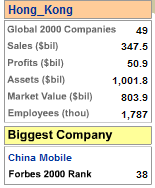 Hong_Kong
Global 2000 Companies 49
Sales ($bil) 347.5
Profits ($bil) 50.9
Assets ($bil) 1,001.8
Market Value ($bil) 803.9
Employees (thou) 1,787
Biggest Company
China Mobile
Forbes 2000 Rank 38